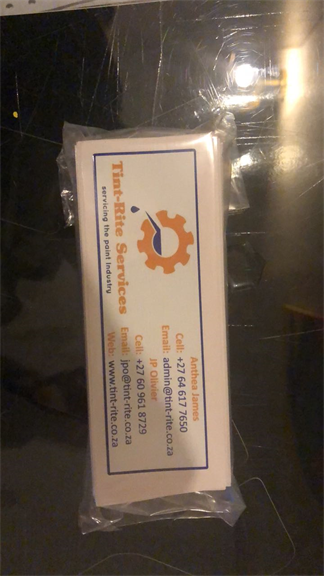 Tint-Rite Services
servicing the paint Industry
Anthea James
Cell: +27 64 617 7650
Email: admin@tint-rite.co.za
JP Olivier
Cell: +27 60 961 8729
Email: jpo@tint-rite.co.za
Web: www.tint-rite.co.za